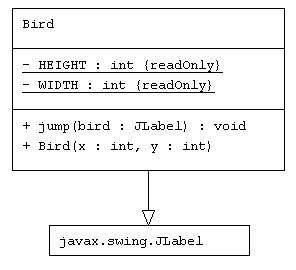 Bird
- HEIGHT : int {readOnly}
- WIDTH : int {readOnly}
+ jump(bird : JLabel) : void
+ Bird(x : int, y : int)
javax.swing.JLabel